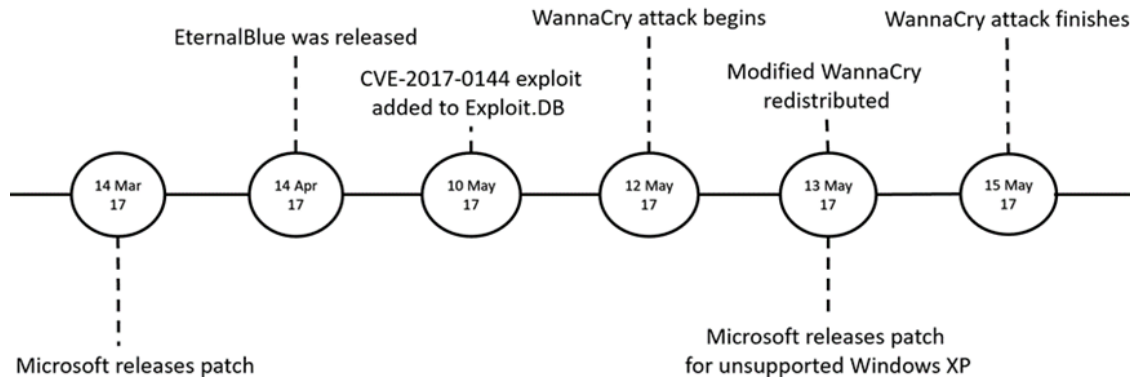 WannaCry attack begins
WannaCry attack finishes
EternalBlue was released
CVE-2017-0144 exploit
added to Exploit.DB
Modified WannaCry
redistributed
14 Mar
17
14 Apr
17
10 May
17
12 May
17
13 May
17
15 May
17
Microsoft releases patch
Microsoft releases patch
for unsupported Windows XP